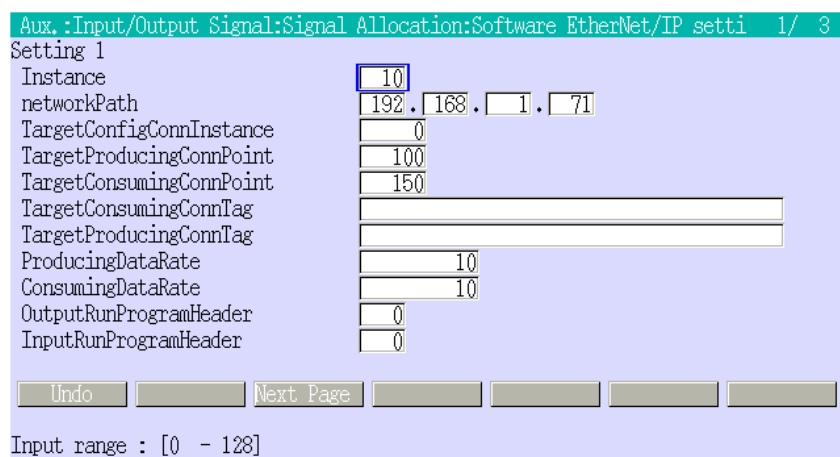 Aux.:Input/Output Signal:Signal Allocation:Software EtherNet/IP setti 1/ 3
Setting 1
Instance 10
networkPath 192. 168. 1. 71
TargetConfigConnInstance 0
TargetProducingConnPoint 100
TargetConsumingConnPoint 150
TargetConsumingConnTag
TargetProducingConnTag
ProducingDataRate 10
ConsumingDataRate 10
OutputRunProgramHeader 0
InputRunProgramHeader 0
Undo Next Page
Input range : [0 - 128]